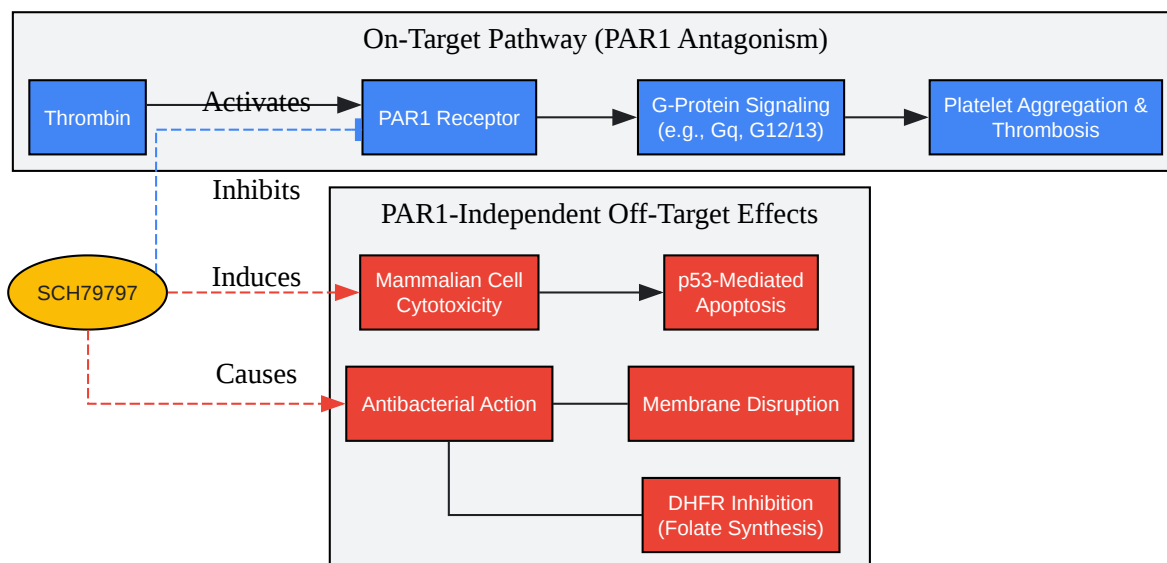 On-Target Pathway (PAR1 Antagonism)
Thrombin
Activates
PAR1 Receptor
G-Protein Signaling
(e.g., Gq, G12/13)
Platelet Aggregation &
Thrombosis
Inhibits
PAR1-Independent Off-Target Effects
SCH79797
Induces
Mammalian Cell
Cytotoxicity
p53-Mediated
Apoptosis
Causes
Antibacterial Action
Membrane Disruption
DHFR Inhibition
(Folate Synthesis)